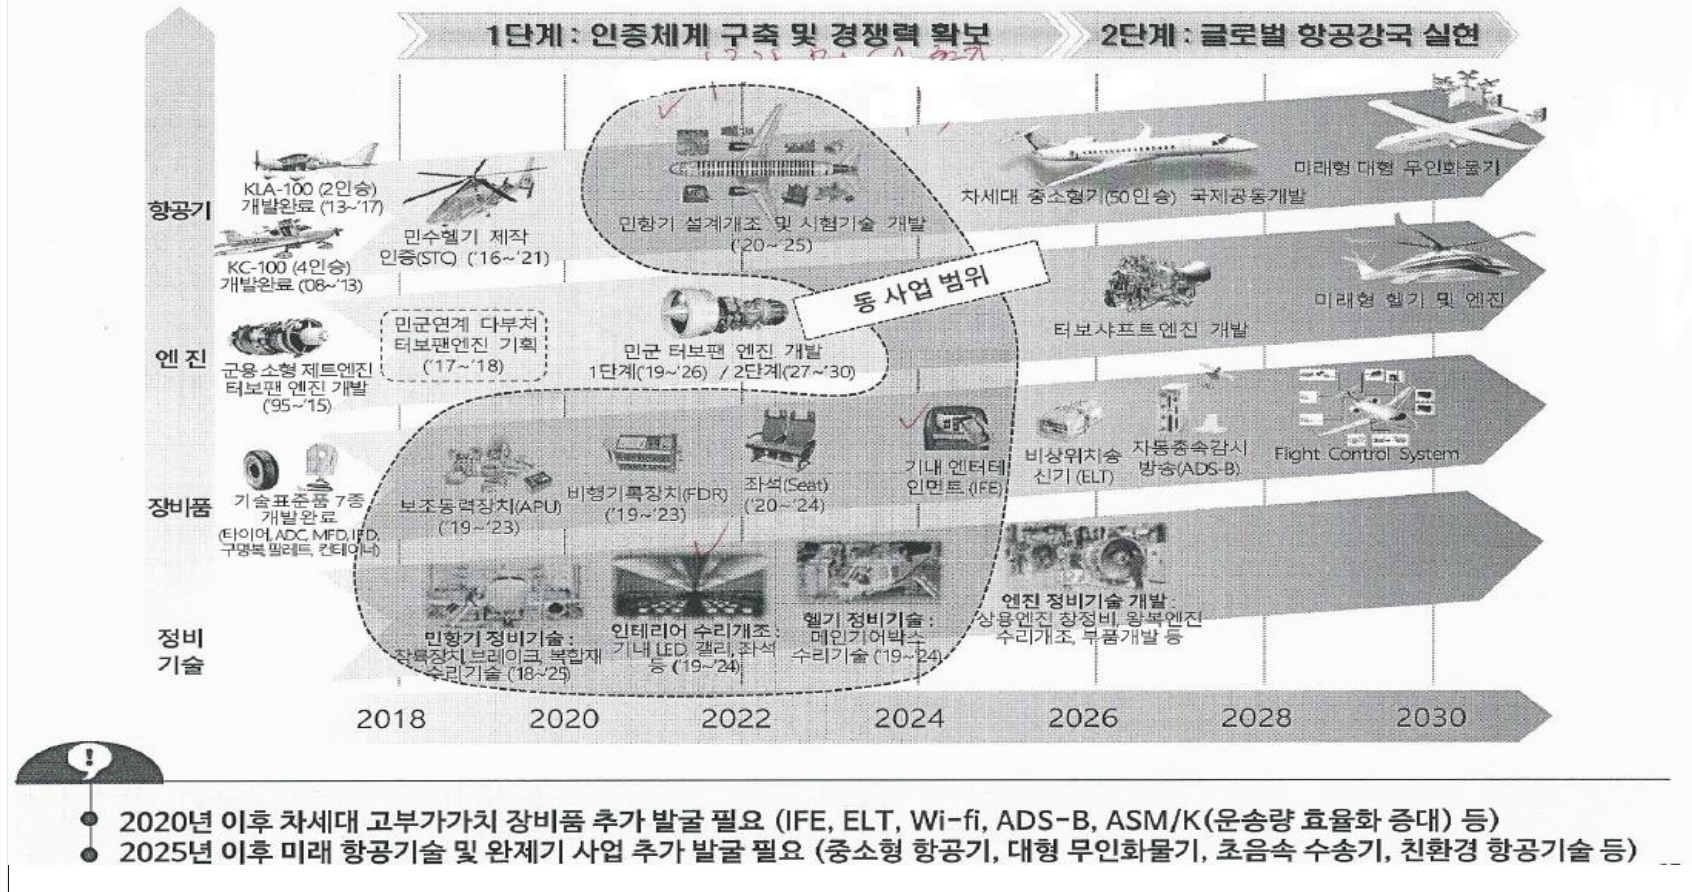 1단계 : 인증체계 구축 및 경쟁력 확보
2단계 : 글로벌 항공강국 실현
항공기
KLA-100 (2인승)
개발완료 ('13~'17)
KC-100 (4인승)
개발완료 ('08~'13)
민수헬기 제작
인증(STC) ('16~'21)
민항기 설계개조 및 시험기술 개발
('20~'25)
차세대 중소형기(50인승) 국제공동개발
미래형 대형 무인화물기
동 사업 범위
엔진
군용 소형 제트엔진
터보팬 엔진 개발
('95~'15)
민군연계 다부처
터보팬엔진 기획
('17~'18)
민군 터보팬 엔진 개발
1단계('19~'26) / 2단계('27~'30)
터보샤프트엔진 개발
미래형 헬기 및 엔진
장비품
기술표준품 7종
개발완료
(타이어, ADC, MFD, IFD,
구명복, 팔레트, 컨테이너)
보조동력장치(APU)
('19~'23)
비행기록장치(FDR)
('19~'23)
좌석(Seat)
('20~'24)
기내 엔터테
인먼트 (IFE)
비상위치송
신기 (ELT)
자동종속감시
방송(ADS-B)
Flight Control System
정비
기술
민항기 정비기술 :
착륙장치, 브레이크, 복합재
수리기술 ('18~'25)
인테리어 수리개조 :
기내 LED, 갤리, 좌석
등 ('19~'24)
헬기 정비기술 :
메인기어박스
수리기술 ('19~'24)
엔진 정비기술 개발 :
상용엔진 창정비, 왕복엔진
수리개조, 부품개발 등
2018 2020 2022 2024 2026 2028 2030
!
2020년 이후 차세대 고부가가치 장비품 추가 발굴 필요 (IFE, ELT, Wi-fi, ADS-B, ASM/K(운송량 효율화 증대) 등)
2025년 이후 미래 항공기술 및 완제기 사업 추가 발굴 필요 (중소형 항공기, 대형 무인화물기, 초음속 수송기, 친환경 항공기술 등)